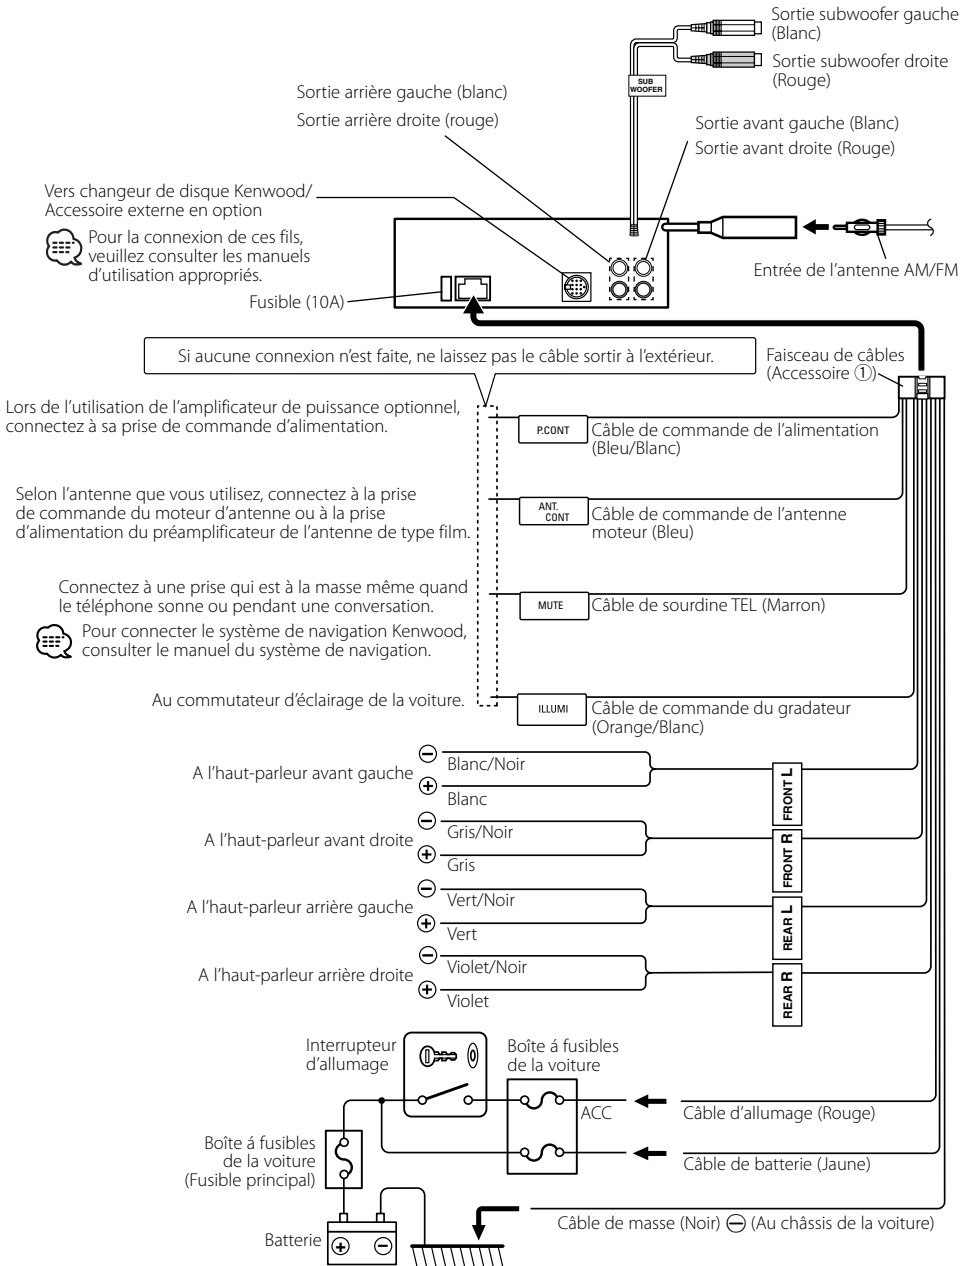 Sortie subwoofer gauche
(Blanc)
Sortie subwoofer droite
(Rouge)
SUB
WOOFER
Sortie arrière gauche (blanc)
Sortie arrière droite (rouge)
Sortie avant gauche (Blanc)
Sortie avant droite (Rouge)
Vers changeur de disque Kenwood/
Accessoire externe en option
Pour la connexion de ces fils,
veuillez consulter les manuels
d'utilisation appropriés.
Entrée de l'antenne AM/FM
Fusible (10A)
Si aucune connexion n'est faite, ne laissez pas le câble sortir à l'extérieur.
Faisceau de câbles
(Accessoire ①)
Lors de l'utilisation de l'amplificateur de puissance optionnel,
connectez à sa prise de commande d'alimentation.
P.CONT
Câble de commande de l'alimentation
(Bleu/Blanc)
Selon l'antenne que vous utilisez, connectez à la prise
de commande du moteur d'antenne ou à la prise
d'alimentation du préamplificateur de l'antenne de type film.
ANT.
CONT
Câble de commande de l'antenne
moteur (Bleu)
Connectez à une prise qui est à la masse même quand
le téléphone sonne ou pendant une conversation.
MUTE
Câble de sourdine TEL (Marron)
Pour connecter le système de navigation Kenwood,
consulter le manuel du système de navigation.
Au commutateur d'éclairage de la voiture.
ILLUMI
Câble de commande du gradateur
(Orange/Blanc)
A l'haut-parleur avant gauche
⊖
Blanc/Noir
⊕
Blanc
FRONT L
A l'haut-parleur avant droite
⊖
Gris/Noir
⊕
Gris
FRONT R
A l'haut-parleur arrière gauche
⊖
Vert/Noir
⊕
Vert
REAR L
A l'haut-parleur arrière droite
⊖
Violet/Noir
⊕
Violet
REAR R
Interrupteur
d'allumage
Boîte á fusibles
de la voiture
ACC
Câble d'allumage (Rouge)
Boîte á fusibles
de la voiture
(Fusible principal)
Câble de batterie (Jaune)
Câble de masse (Noir) ⊖ (Au châssis de la voiture)
Batterie
⊕ ⊖